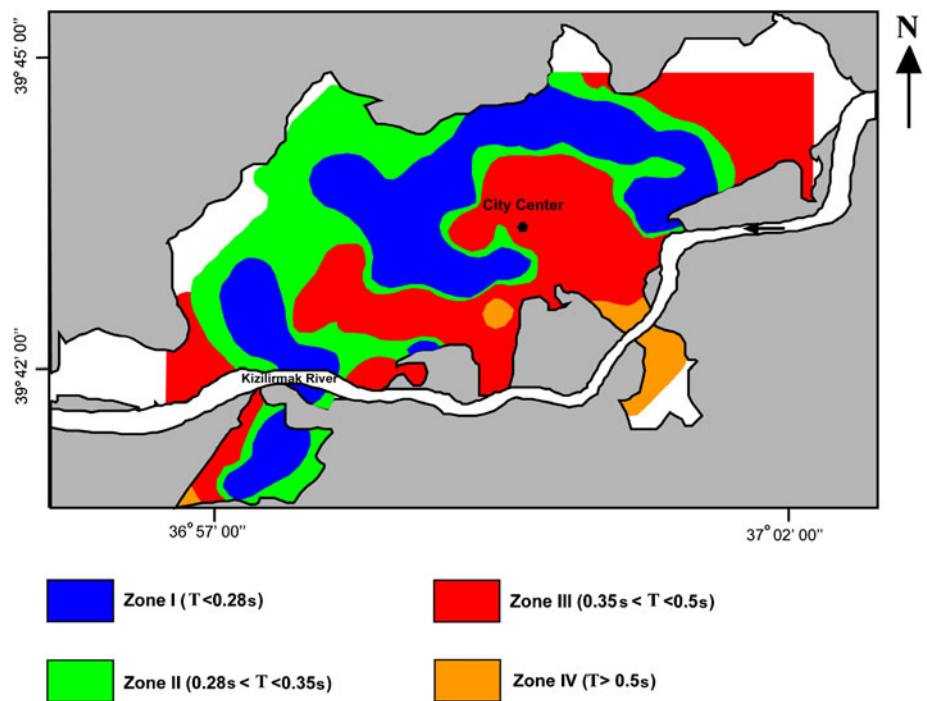 N
39° 45' 00"
City Center
39° 42' 00"
Kizilirmak River
36° 57' 00"
37° 02' 00"
Zone I (T<0.28s)
Zone III (0.35s < T <0.5s)
Zone II (0.28s < T <0.35s)
Zone IV (T> 0.5s)